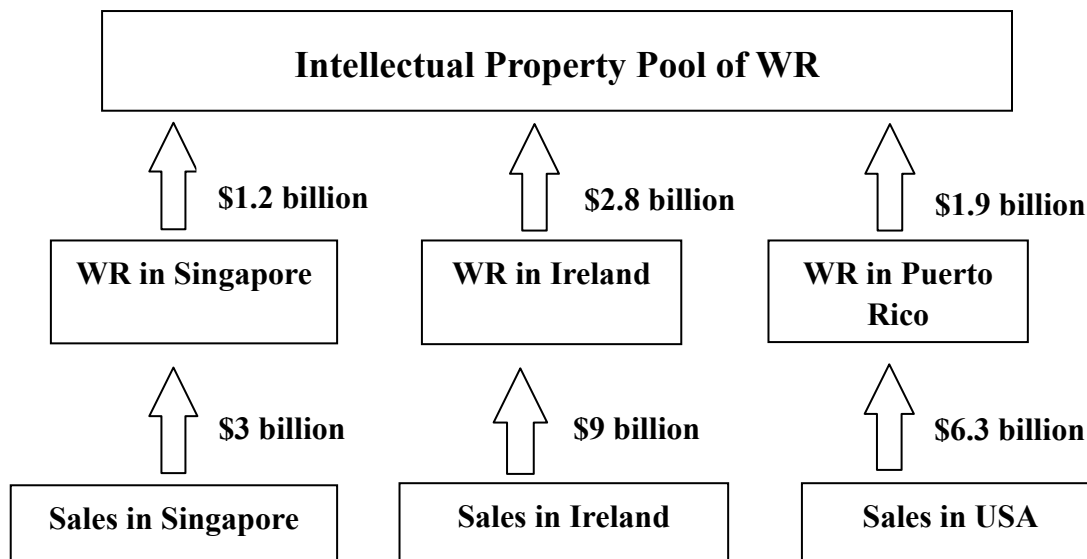 Intellectual Property Pool of WR
$1.2 billion
$2.8 billion
$1.9 billion
WR in Singapore
WR in Ireland
WR in Puerto
Rico
$3 billion
$9 billion
$6.3 billion
Sales in Singapore
Sales in Ireland
Sales in USA